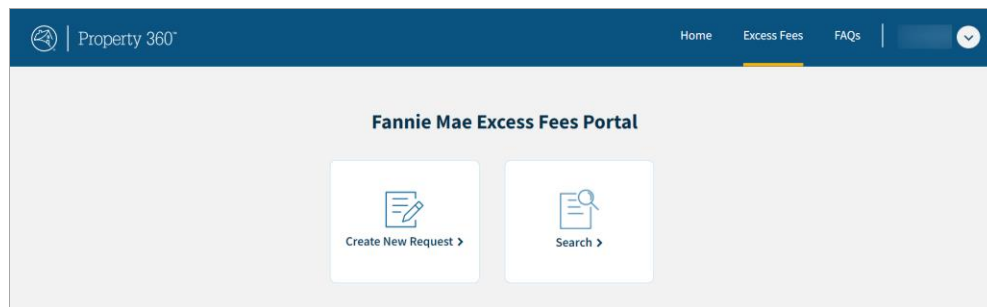 Property 360™
Home Excess Fees FAQs
Fannie Mae Excess Fees Portal
Create New Request >
Search >